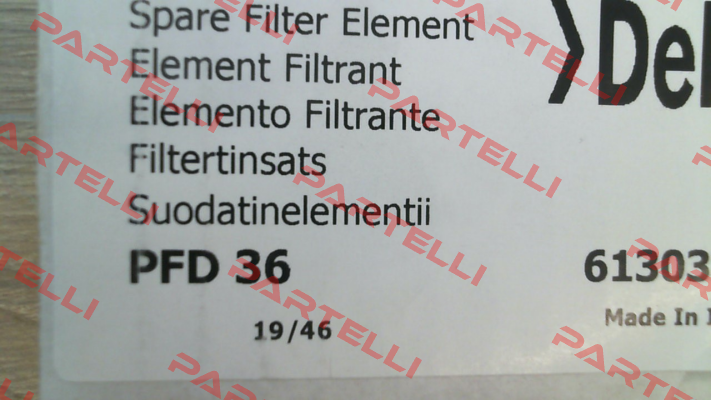 Spare Filter Element
Element Filtrant
Elemento Filtrante
Filtertinsats
Suodatinelementii
PFD 36
61303
19/46
Made In
PARTELLI